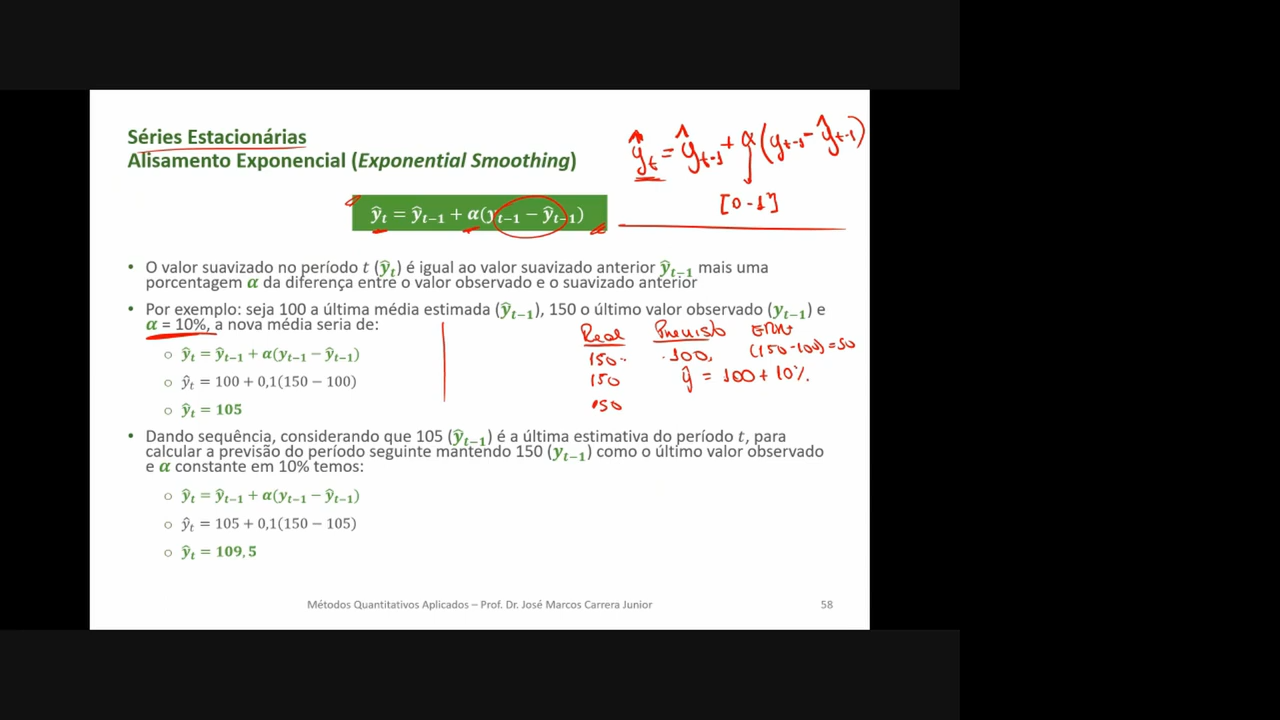 Séries Estacionárias
Alisamento Exponencial (Exponential Smoothing)
ŷt = ŷt-1 + α(yt-1 - ŷt-1)
[0-1]
ŷt = ŷt−1 + α(yt−1 − ŷt−1)
• O valor suavizado no período t (ŷt) é igual ao valor suavizado anterior ŷt−1 mais uma
porcentagem α da diferença entre o valor observado e o suavizado anterior
• Por exemplo: seja 100 a última média estimada (ŷt−1), 150 o último valor observado (yt−1) e
α = 10%, a nova média seria de:
○ ŷt = ŷt−1 + α(yt−1 − ŷt−1)
○ ŷt = 100 + 0,1(150 − 100)
○ ŷt = 105
Real Previsto Erro
150 100 (150-100) = 50
150 ŷ = 100 + 10%
150
• Dando sequência, considerando que 105 (ŷt−1) é a última estimativa do período t, para
calcular a previsão do período seguinte mantendo 150 (yt−1) como o último valor observado
e α constante em 10% temos:
○ ŷt = ŷt−1 + α(yt−1 − ŷt−1)
○ ŷt = 105 + 0,1(150 − 105)
○ ŷt = 109,5
Métodos Quantitativos Aplicados – Prof. Dr. José Marcos Carrera Junior 58